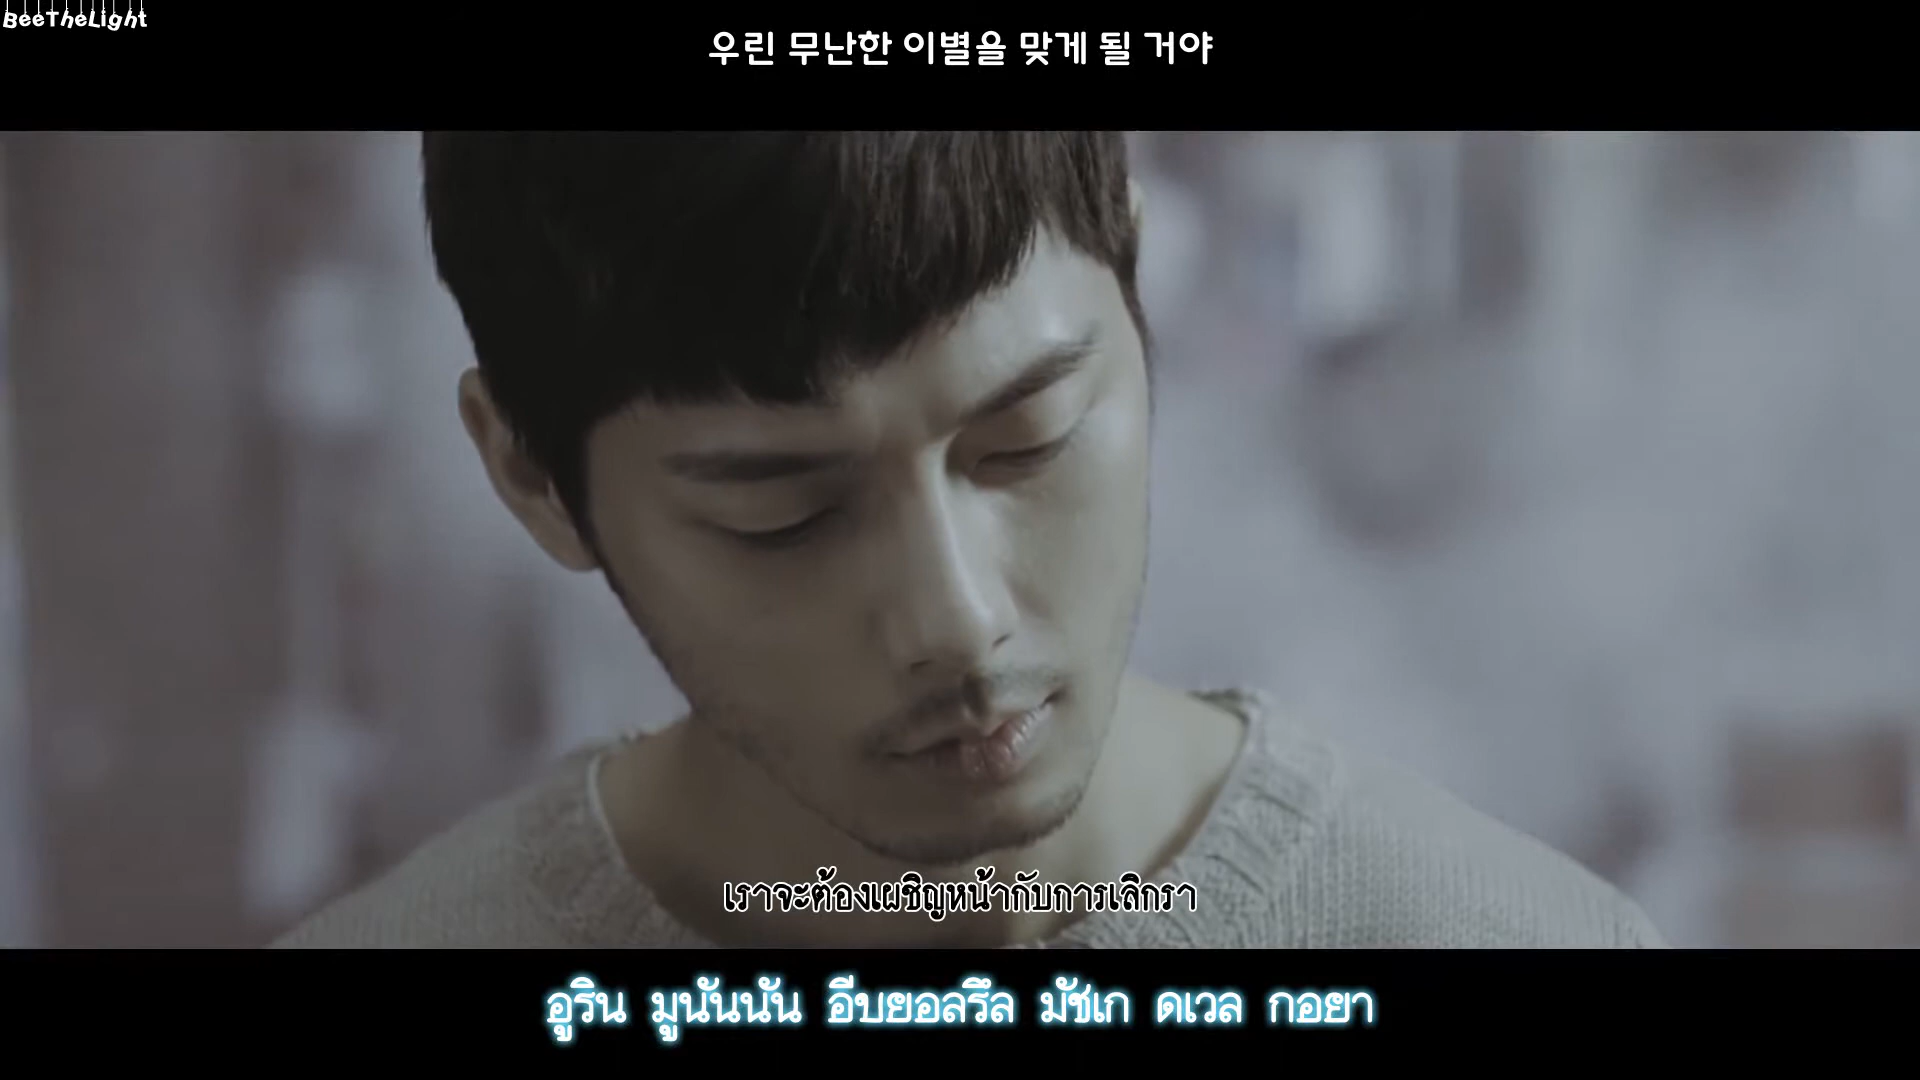 BeeTheLight
우린 무난한 이별을 맞게 될 거야
เราจะต้องเผชิญหน้ากับการเลิกรา
อูริน มูนันนัน อีบยอลรึล มัชเก ดเวล กอยา